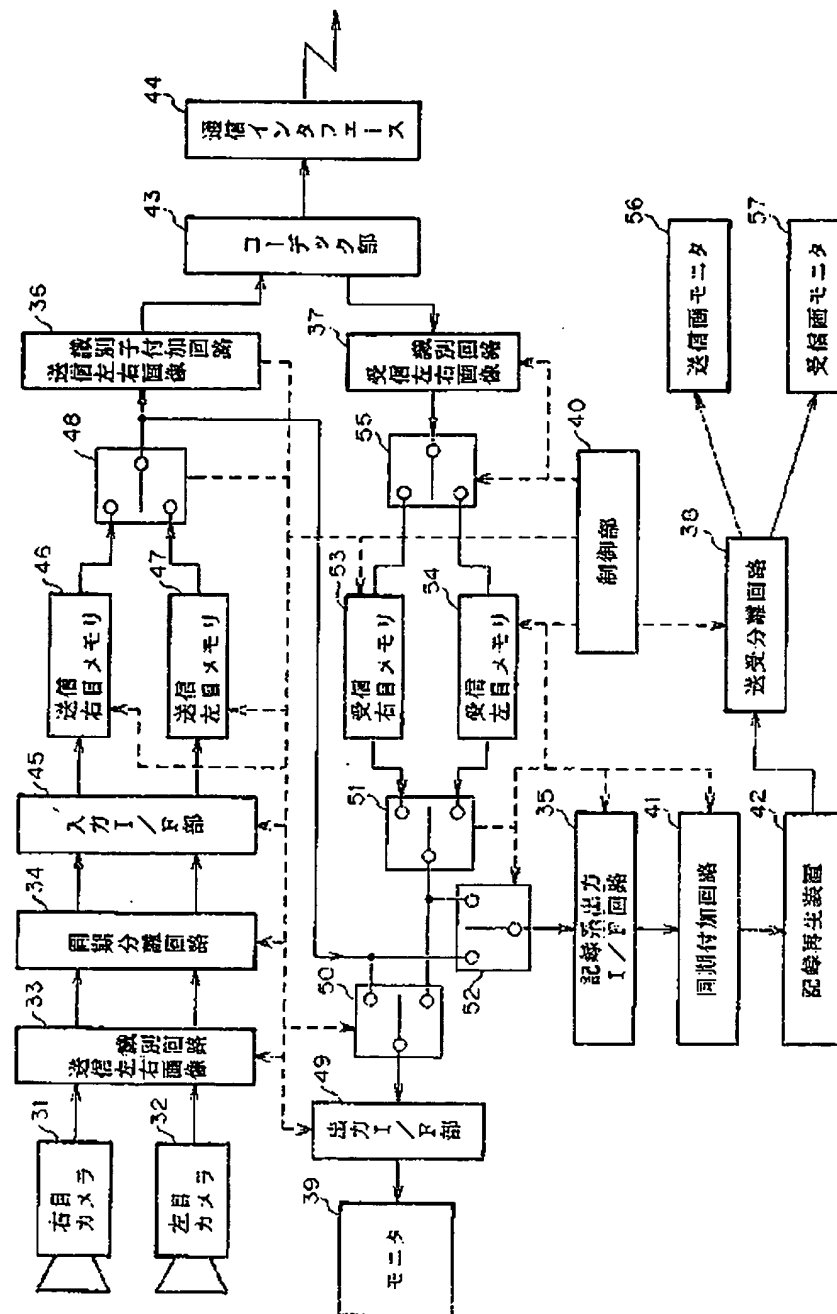 31
右目
カメラ
32
左目
カメラ
33
送信左右画像
識別回路
34
同期分離回路
45
入力I/F部
46
送信
右目メモリ
47
送信
左目メモリ
48
36
送信左右画像
識別子付加回路
43
コーデック部
44
通信インタフェース
37
受信左右画像
識別回路
55
53
受信
右目メモリ
54
受信
左目メモリ
51
50
52
49
出力I/F部
39
モニタ
40
制御部
35
記録系出力
I/F回路
41
同期付加回路
42
記録再生装置
38
送受分離回路
56
送信画モニタ
57
受信画モニタ